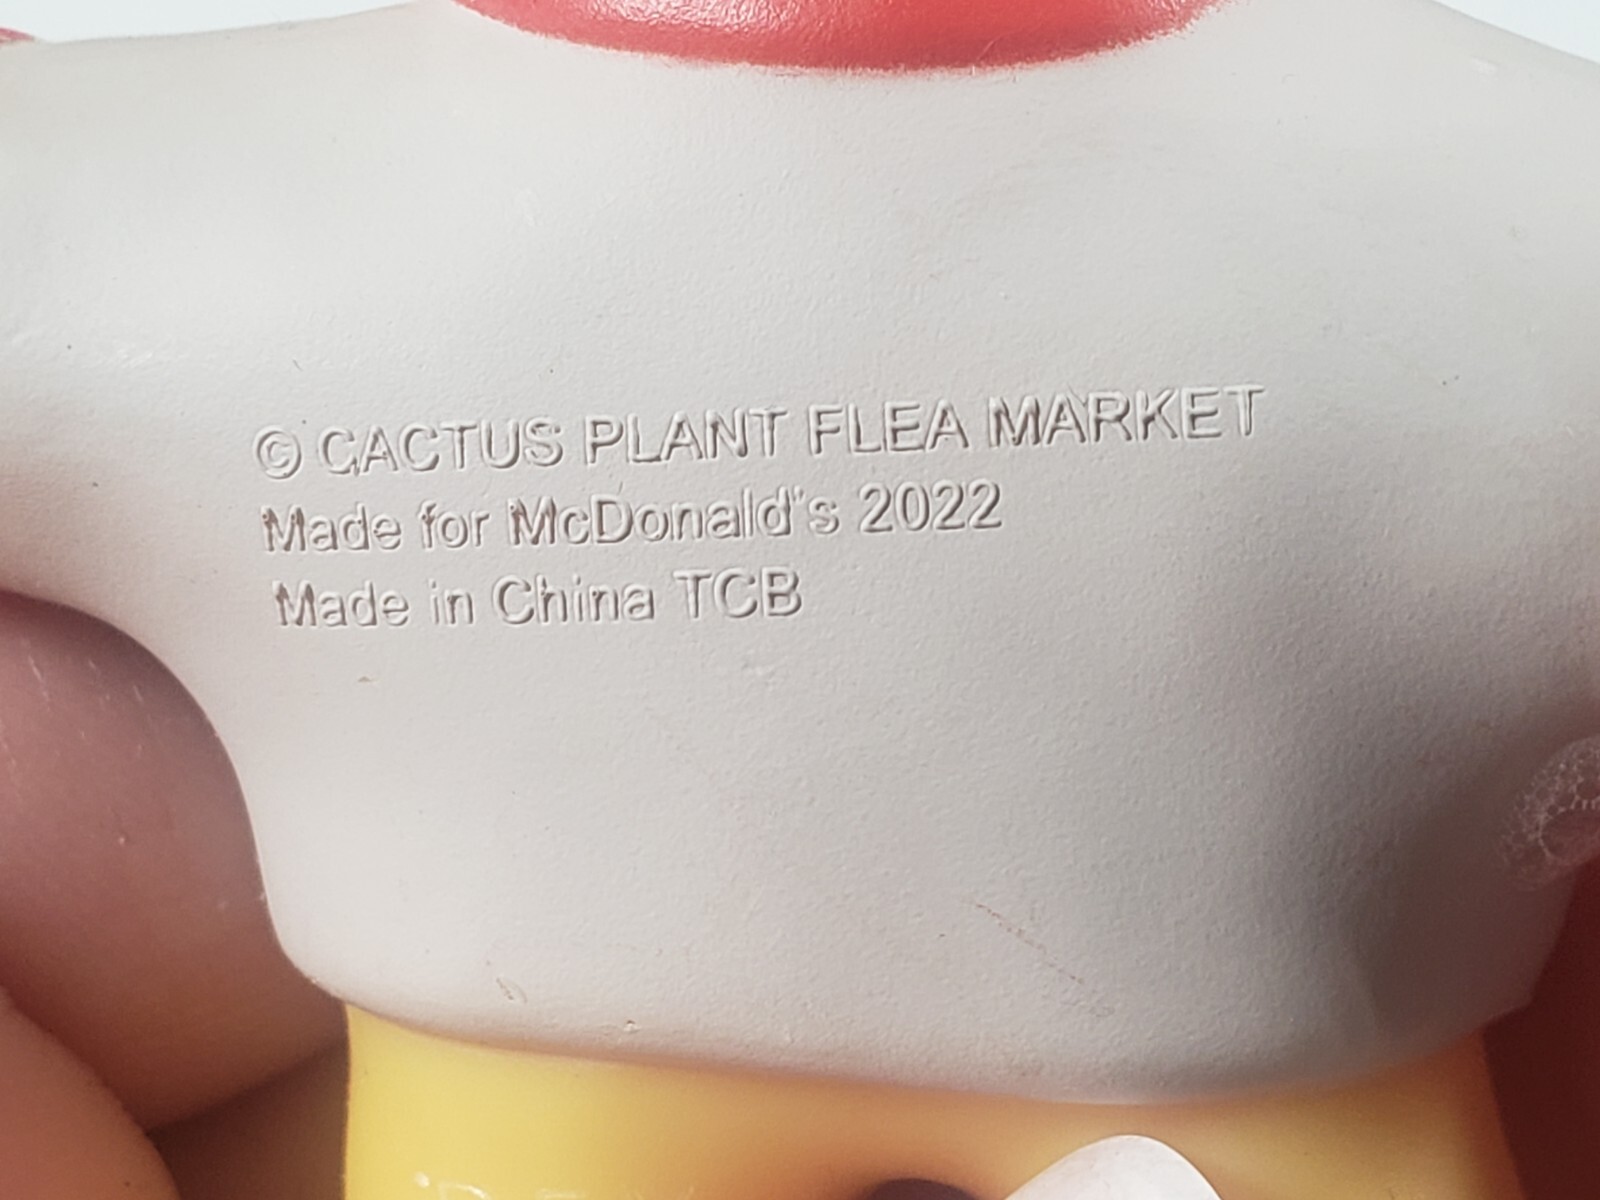 © CACTUS PLANT FLEA MARKET
Made for McDonald's 2022
Made in China TCB